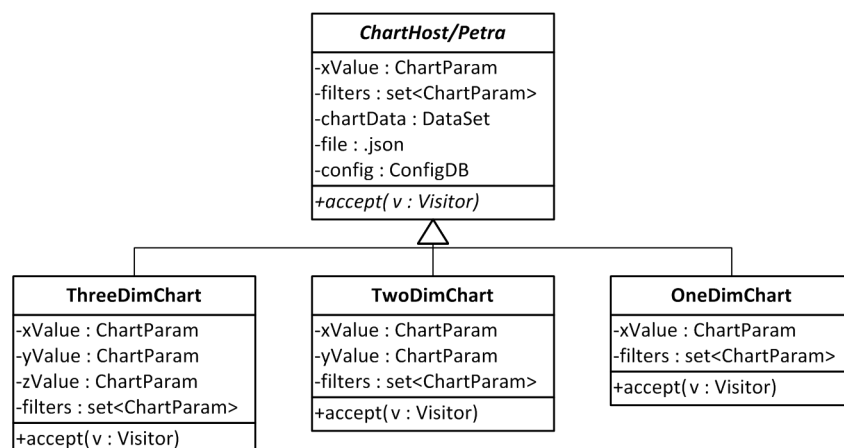 ChartHost/Petra
-xValue : ChartParam
-filters : set<ChartParam>
-chartData : DataSet
-file : .json
-config : ConfigDB
+accept( v : Visitor)
ThreeDimChart
-xValue : ChartParam
-yValue : ChartParam
-zValue : ChartParam
-filters : set<ChartParam>
+accept(v : Visitor)
TwoDimChart
-xValue : ChartParam
-yValue : ChartParam
-filters : set<ChartParam>
+accept(v : Visitor)
OneDimChart
-xValue : ChartParam
-filters : set<ChartParam>
+accept(v : Visitor)